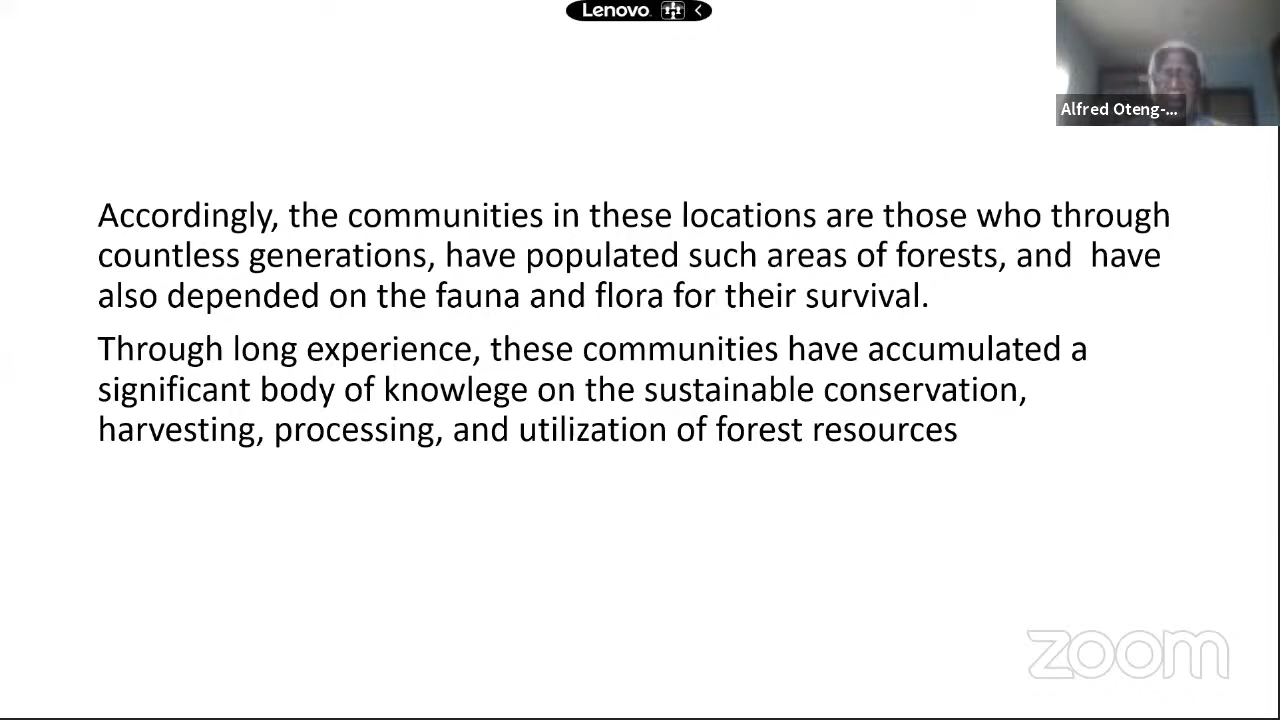 Lenovo
Alfred Oteng-...
Accordingly, the communities in these locations are those who through
countless generations, have populated such areas of forests, and  have
also depended on the fauna and flora for their survival.
Through long experience, these communities have accumulated a
significant body of knowlege on the sustainable conservation,
harvesting, processing, and utilization of forest resources
zoom